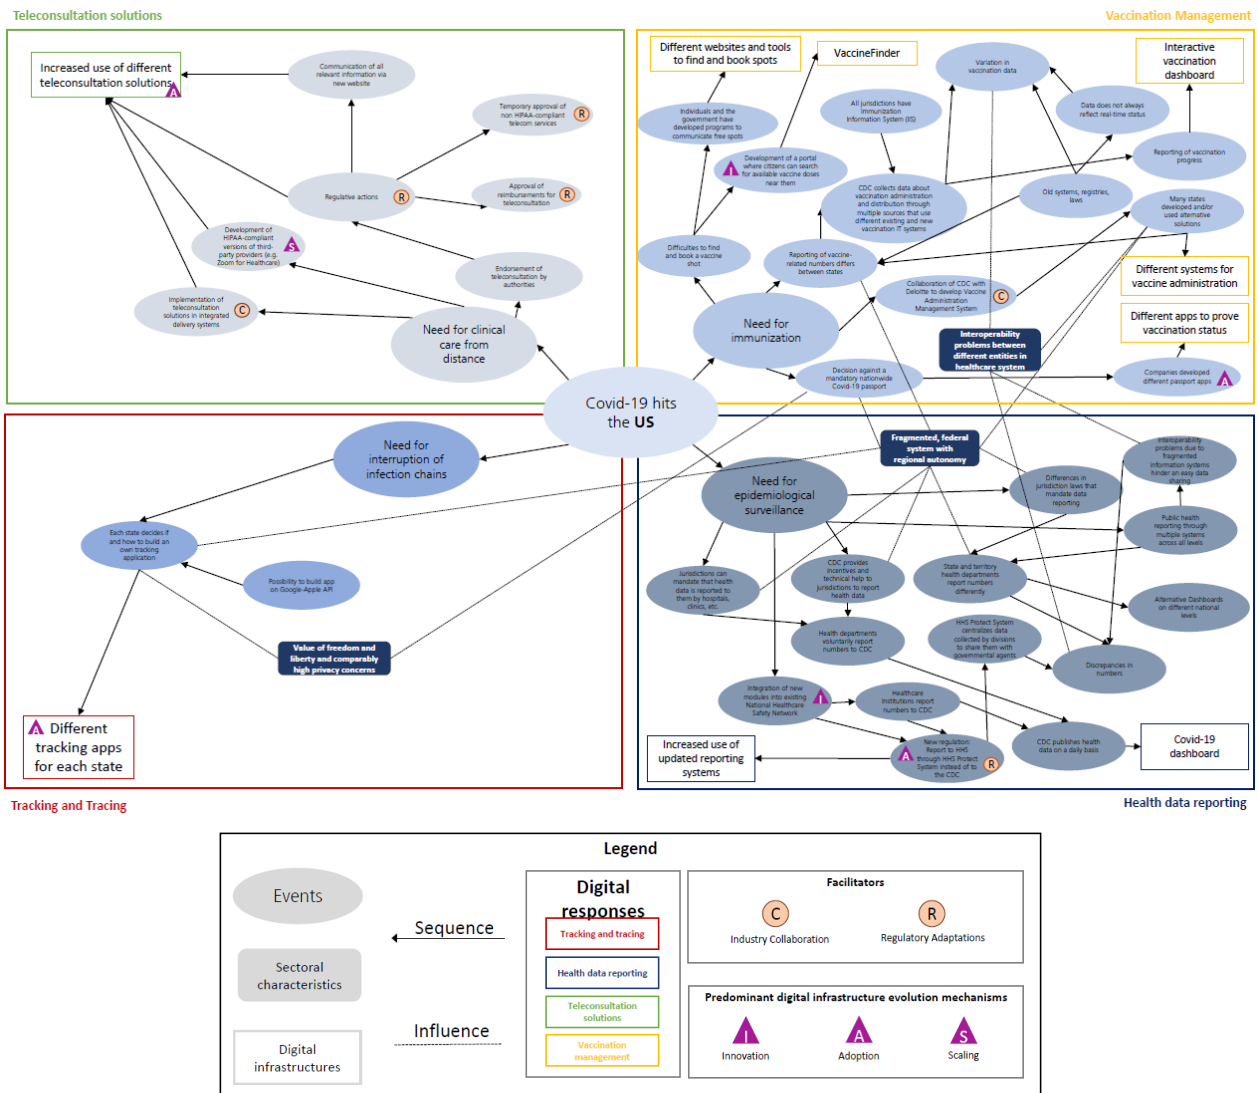 Teleconsultation solutions
Vaccination Management
Increased use of different
teleconsultation solutions
A
Communication of all
relevant information via
new website
Temporary approval of
non HIPAA-compliant
telecom services
R
Regulative actions
R
Approval of
reimbursements for
teleconsultation
R
Development of
HIPAA-compliant
versions of third-
party providers (e.g.
Zoom for Healthcare)
S
Endorsement of
teleconsultation by
authorities
Implementation of
teleconsultation
solutions in integrated
delivery systems
C
Need for clinical
care from
distance
Different websites and tools
to find and book spots
VaccineFinder
Variation in
vaccination data
Interactive
vaccination
dashboard
Individuals and the
government have
developed programs to
communicate free spots
All jurisdictions have
Immunization
Information System (IIS)
Data does not always
reflect real-time status
I
Development of a portal
where citizens can search
for available vaccine doses
near them
Reporting of vaccination
progress
CDC collects data about
vaccination administration
and distribution through
multiple sources that use
different existing and new
vaccination IT systems
Old systems, registries,
laws
Many states
developed and/or
used alternative
solutions
Difficulties to find
and book a vaccine
shot
Reporting of vaccine-
related numbers differs
between states
Collaboration of CDC with
Deloitte to develop Vaccine
Administration
Management System
C
Different systems for
vaccine administration
Need for
immunization
Different apps to prove
vaccination status
Interoperability
problems between
different entities in
healthcare system
Decision against a
mandatory nationwide
Covid-19 passport
Companies developed
different passport apps
A
Covid-19 hits
the US
Need for
interruption of
infection chains
Each state decides if
and how to build an
own tracking
application
Possibility to build app
on Google-Apple API
Value of freedom and
liberty and comparably
high privacy concerns
A Different
tracking apps
for each state
Fragmented, federal
system with
regional autonomy
Need for
epidemiological
surveillance
Interoperability
problems due to
fragmented
information systems
hinder an easy data
sharing
Differences in
jurisdiction laws that
mandate data
reporting
Public health
reporting through
multiple systems
across all levels
Jurisdictions can
mandate that health
data is reported to
them by hospitals,
clinics, etc.
CDC provides
incentives and
technical help to
jurisdictions to report
health data
State and territory
health departments
report numbers
differently
Alternative Dashboards
on different national
levels
Health departments
voluntarily report
numbers to CDC
HHS Protect System
centralizes data
collected by divisions
to share them with
governmental agents
Discrepancies in
numbers
Integration of new
modules into existing
National Healthcare
Safety Network
I
Healthcare
Institutions report
numbers to CDC
Increased use of
updated reporting
systems
A
New regulation:
Report to HHS
through HHS Protect
System instead of to
the CDC
R
CDC publishes health
data on a daily basis
Covid-19
dashboard
Tracking and Tracing
Health data reporting
Legend
Events
Sectoral
characteristics
Digital
infrastructures
Sequence
Influence
Digital
responses
Tracking and tracing
Health data reporting
Teleconsultation
solutions
Vaccination
management
Facilitators
C
R
Industry Collaboration
Regulatory Adaptations
Predominant digital infrastructure evolution mechanisms
I
A
S
Innovation
Adoption
Scaling